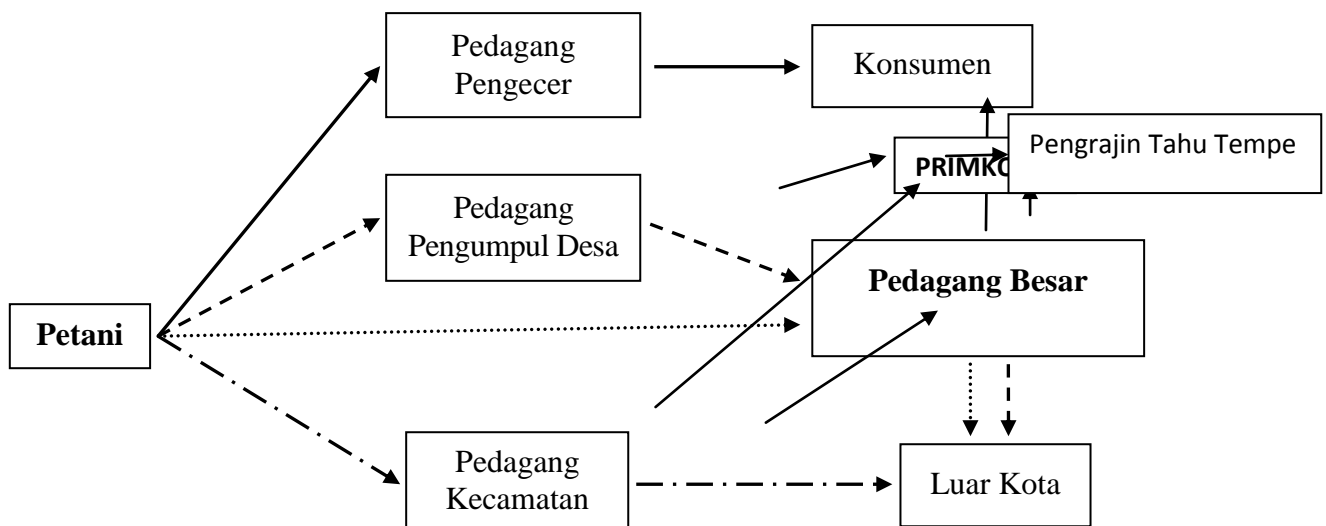 Pedagang
Pengecer
Konsumen
Pengrajin Tahu Tempe
Pedagang
Pengumpul Desa
Pedagang Besar
Petani
Pedagang
Kecamatan
Luar Kota